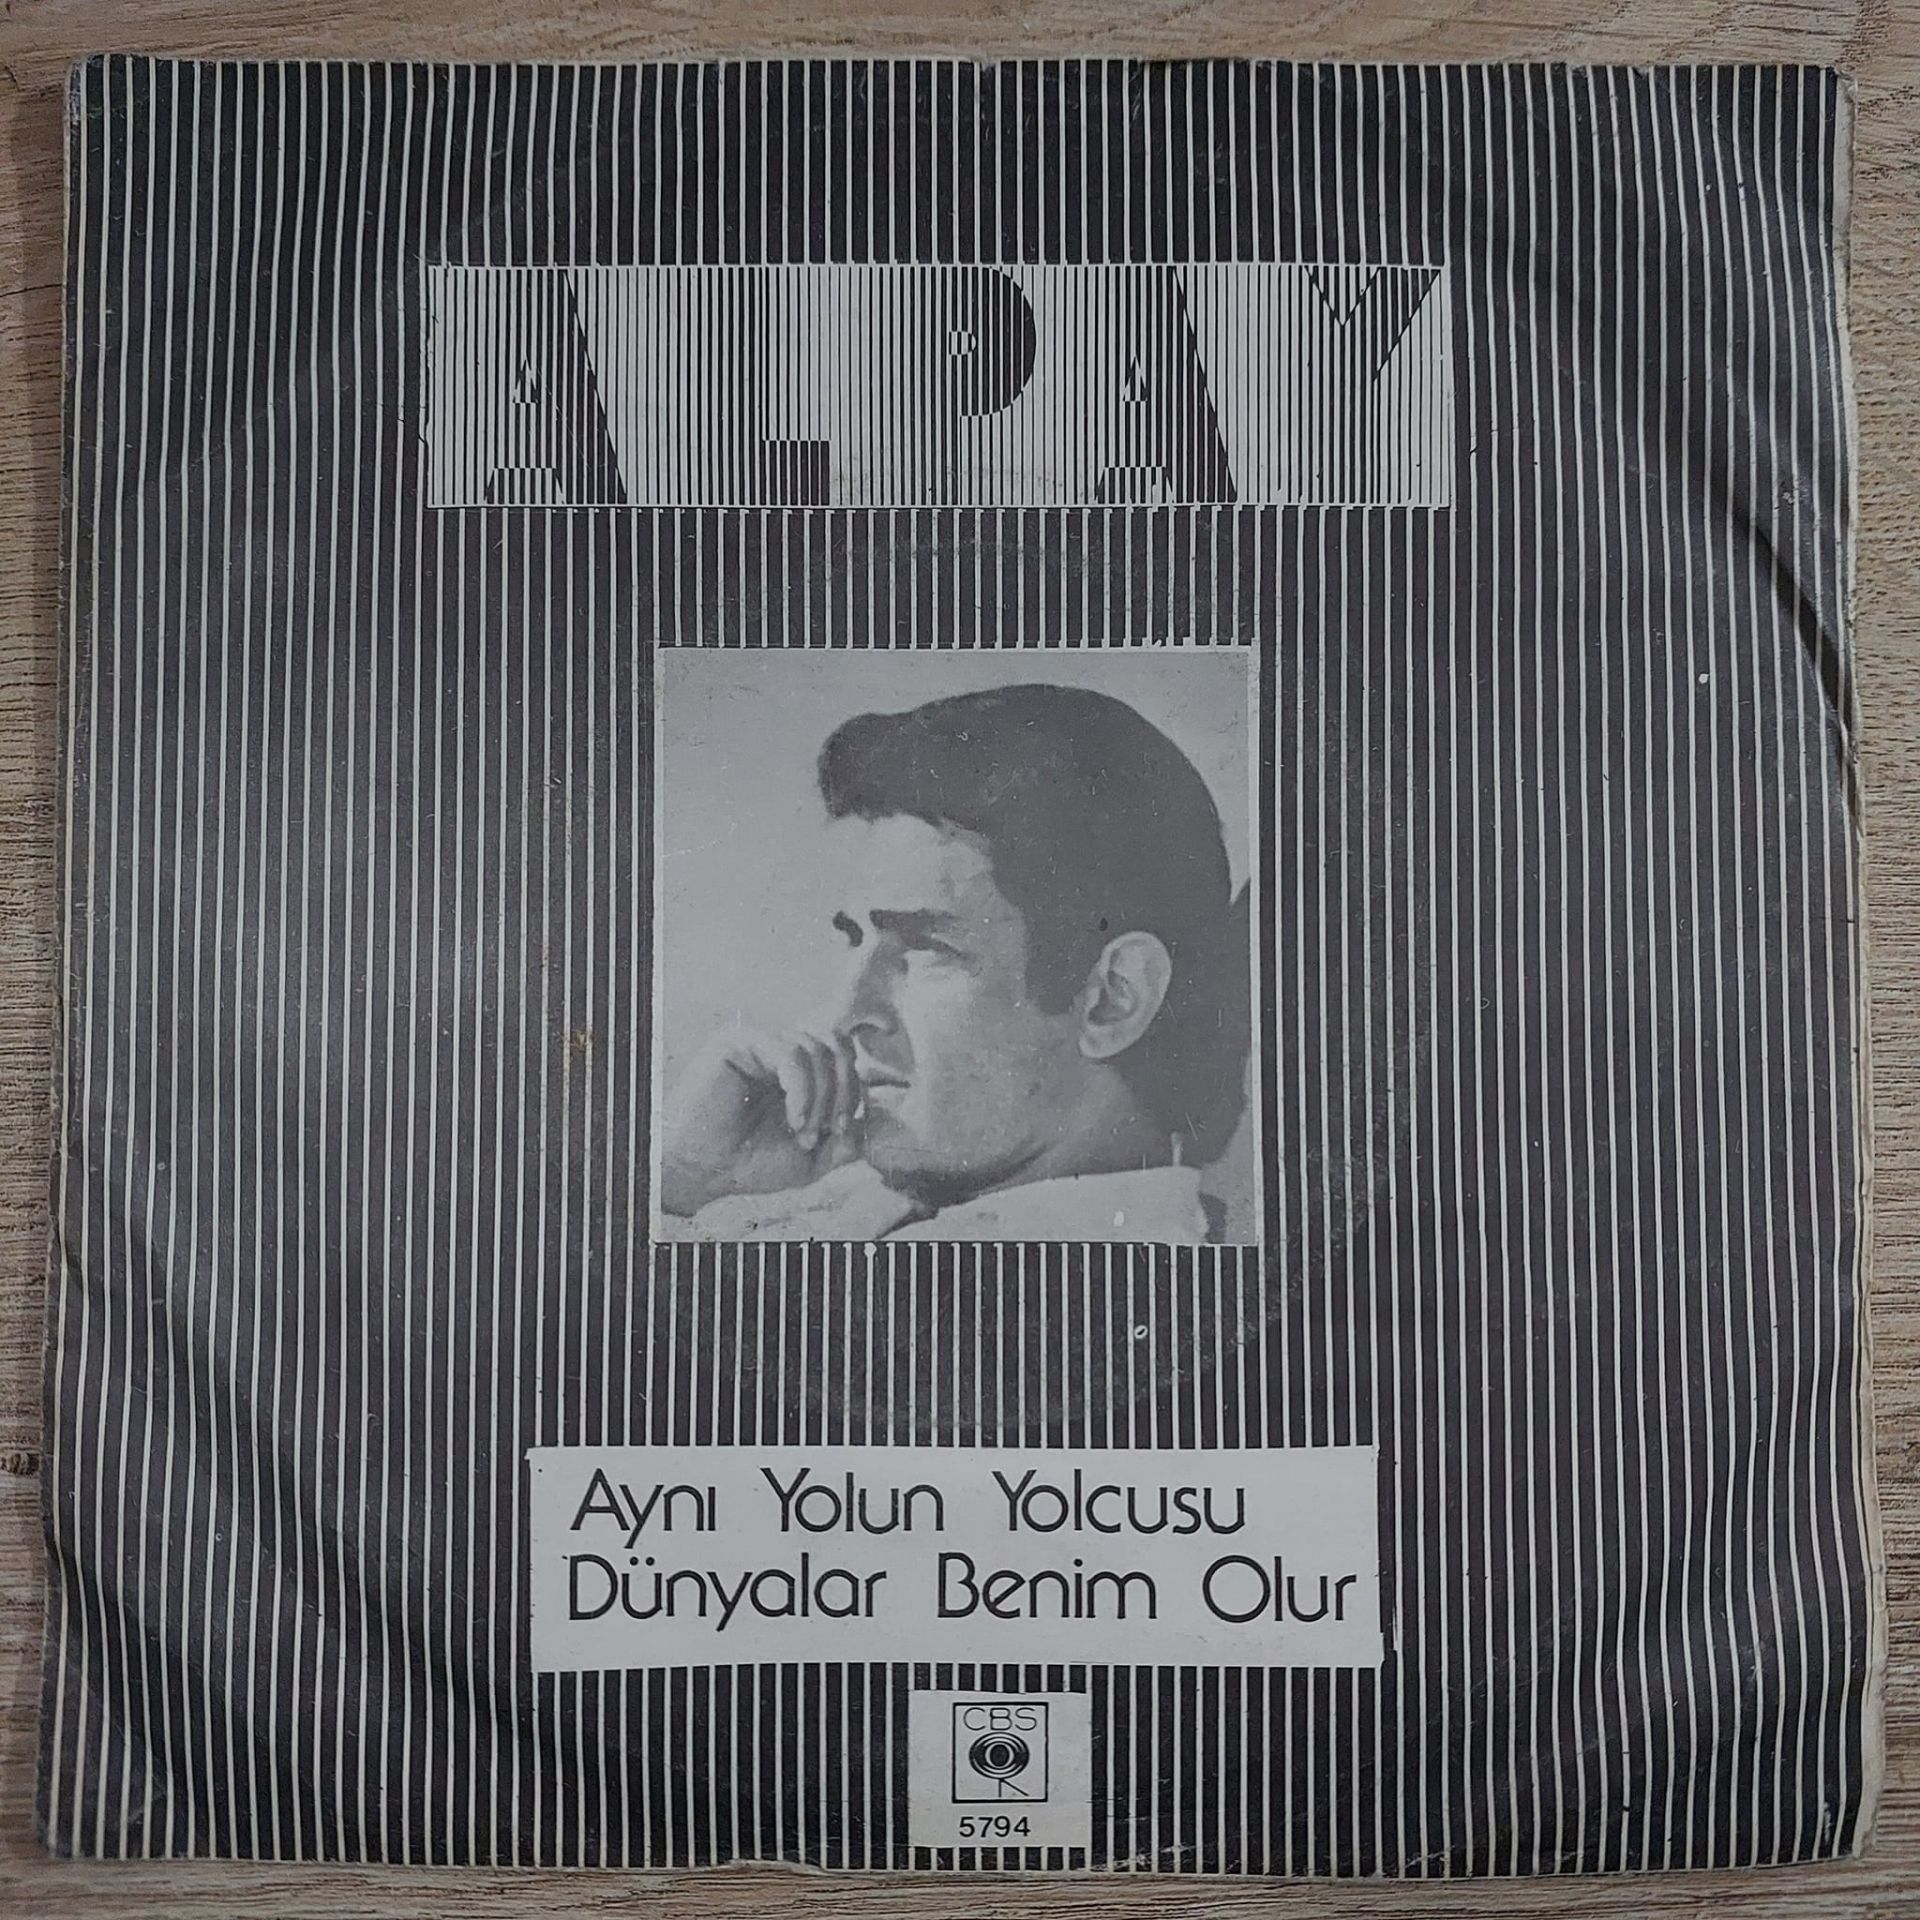 ALPAY
Aynı Yolun Yolcusu
Dünyalar Benim Olur
CBS
5794